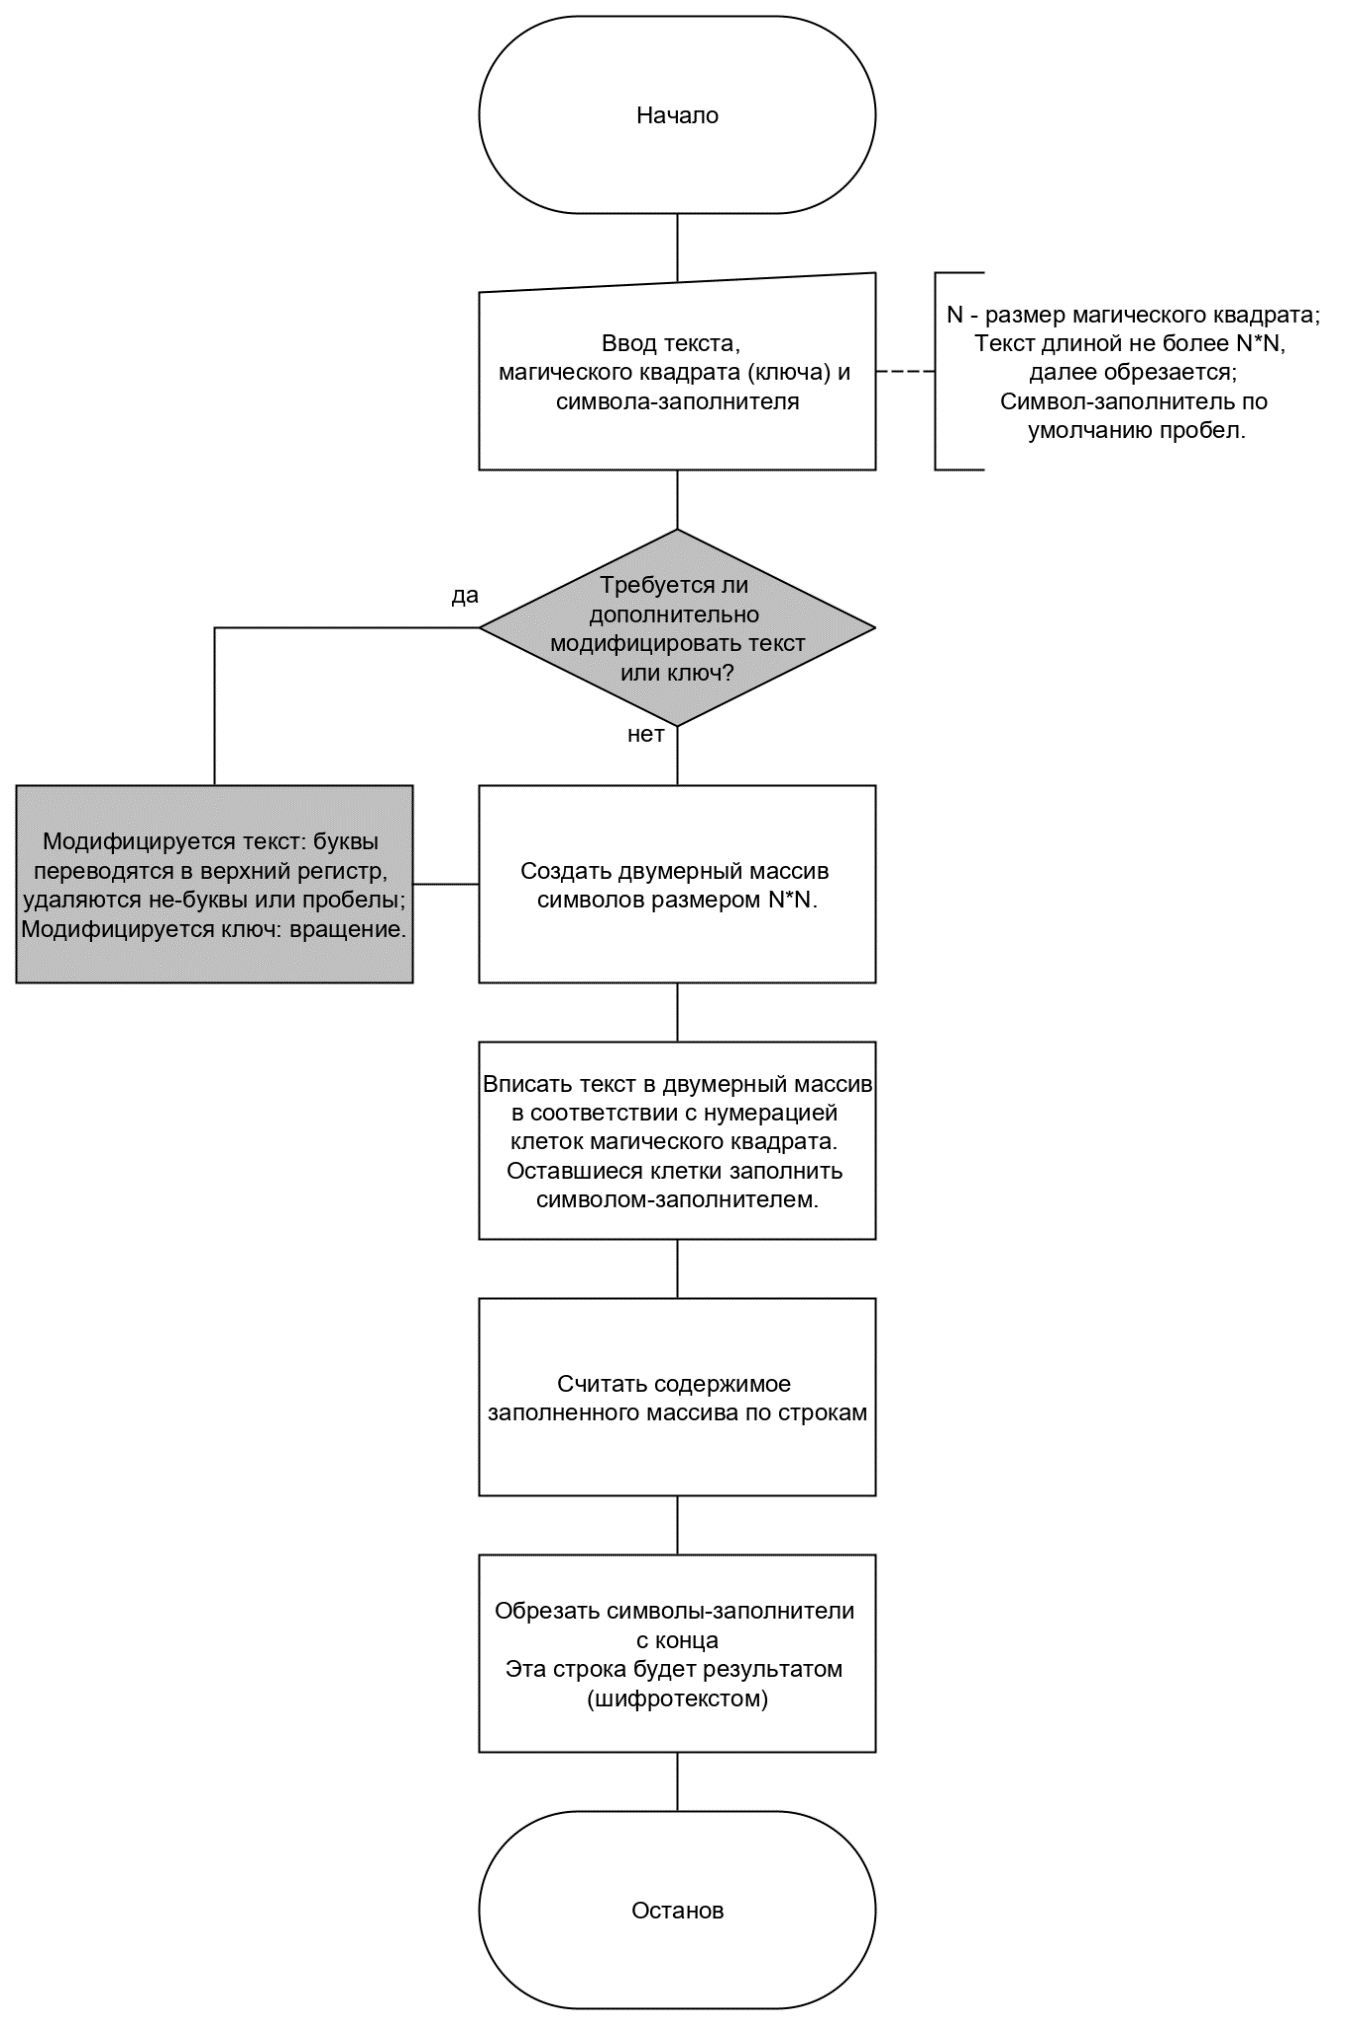 Начало
Ввод текста,
магического квадрата (ключа) и
символа-заполнителя
N - размер магического квадрата;
Текст длиной не более N*N,
далее обрезается;
Символ-заполнитель по
умолчанию пробел.
Требуется ли
дополнительно
модифицировать текст
или ключ?
да
нет
Модифицируется текст: буквы
переводятся в верхний регистр,
удаляются не-буквы или пробелы;
Модифицируется ключ: вращение.
Создать двумерный массив
символов размером N*N.
Вписать текст в двумерный массив
в соответствии с нумерацией
клеток магического квадрата.
Оставшиеся клетки заполнить
символом-заполнителем.
Считать содержимое
заполненного массива по строкам
Обрезать символы-заполнители
с конца
Эта строка будет результатом
(шифротекстом)
Останов